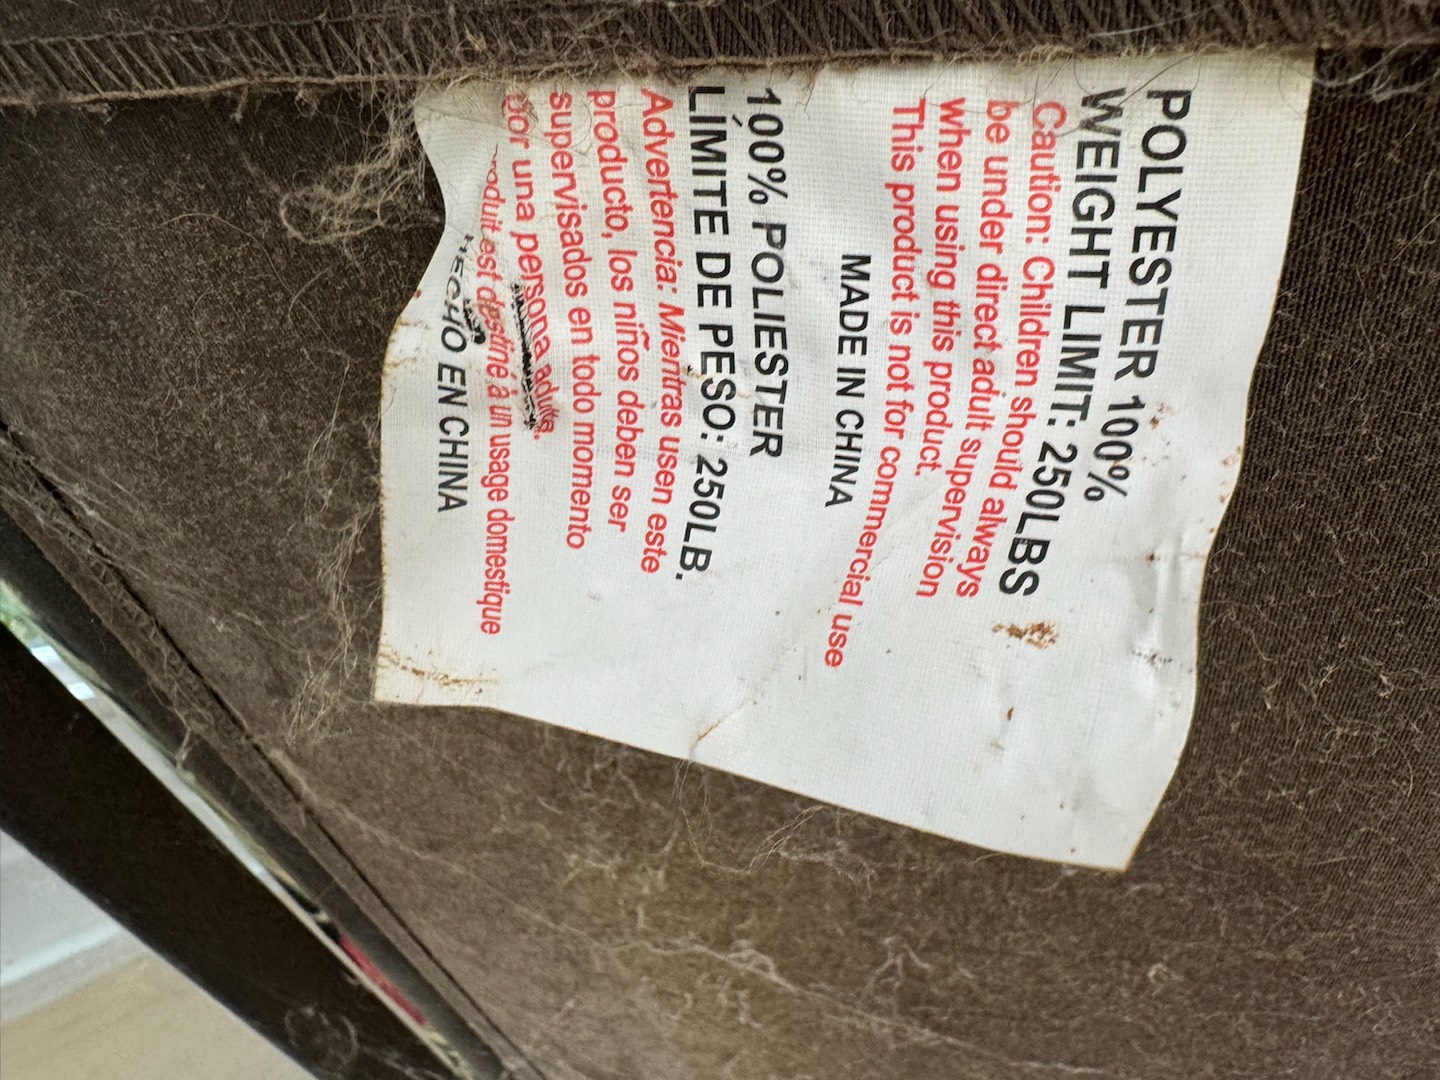 POLYESTER 100%
WEIGHT LIMIT: 250LBS
Caution: Children should always
be under direct adult supervision
when using this product.
This product is not for commercial use
MADE IN CHINA
100% POLIESTER
LÍMITE DE PESO: 250LB.
Advertencia: Mientras usen este
producto, los niños deben ser
supervisados en todo momento
por una persona adulta.
produit est destiné à un usage domestique
HECHO EN CHINA